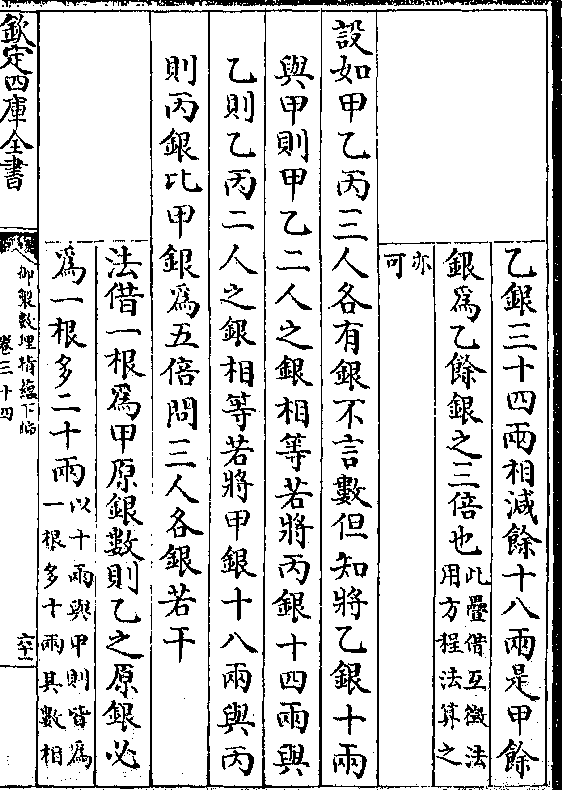 乙銀三十四兩相減餘十八兩是甲餘
銀爲乙餘銀之三倍也此疊借互徵法
用方程法算之
亦
可
設如甲乙丙三人各有銀不言數但知將乙銀十兩
與甲則甲乙二人之銀相等若將丙銀十四兩與
乙則乙丙二人之銀相等若將甲銀十八兩與丙
則丙銀比甲銀爲五倍問三人各銀若干
法借一根爲甲原銀數則乙之原銀必
爲一根多二十兩以十兩與甲則皆爲
一根多十兩其數相
欽定四庫全書
御製數理精蘊下編
卷三十四
六十二